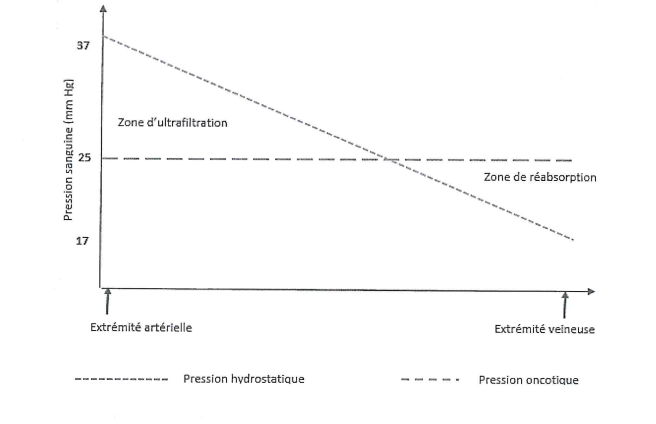 37
Zone d'ultrafiltration
Pression sanguine (mm Hg)
25
Zone de réabsorption
17
Extrémité artérielle
Extrémité veineuse
Pression hydrostatique
Pression oncotique